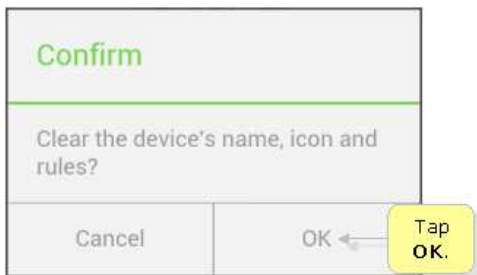 Confirm
Clear the device's name, icon and
rules?
Cancel
OK
Tap
OK.